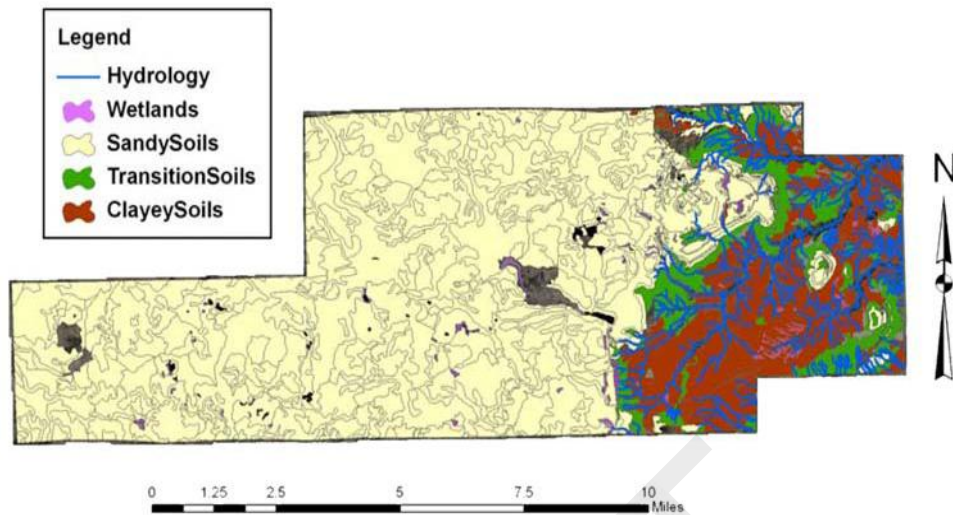 Legend
Hydrology
Wetlands
SandySoils
TransitionSoils
ClayeySoils
N
0 1.25 2.5 5 7.5 10
Miles